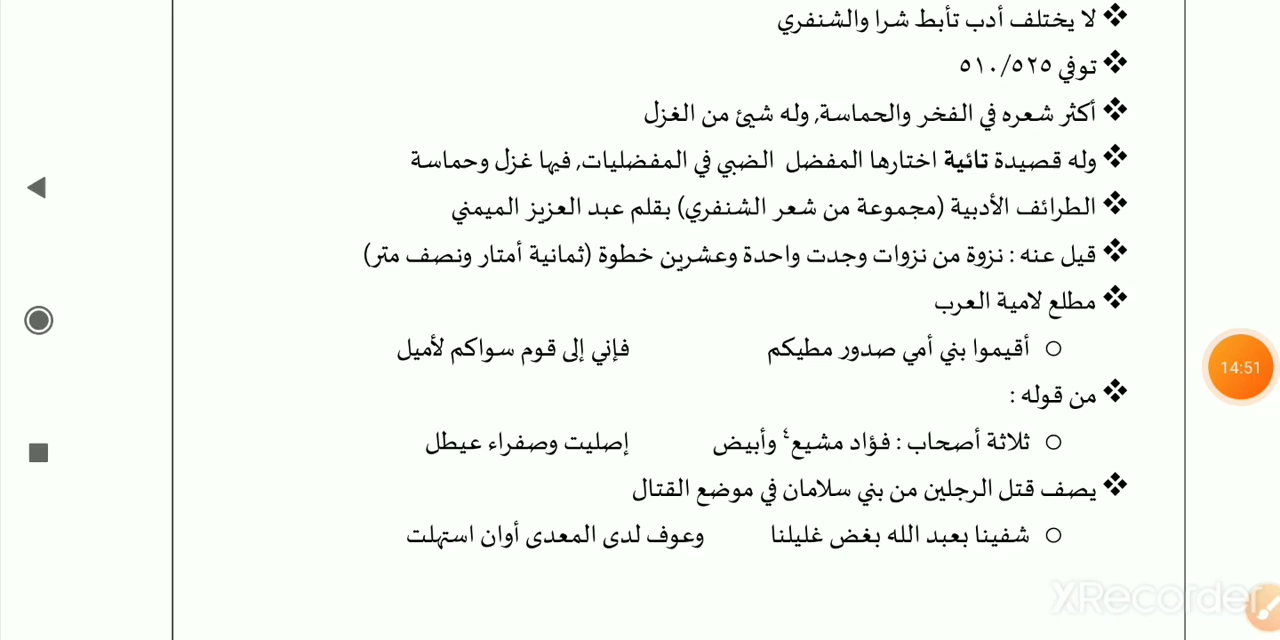 ❖ لا يختلف أدب تأبط شرا والشنفري
❖ توفي ٥١٠/٥٢٥
❖ أكثر شعره في الفخر والحماسة, وله شيئ من الغزل
❖ وله قصيدة تائية اختارها المفضل الضبي في المفضليات, فيها غزل وحماسة
❖ الطرائف الأدبية (مجموعة من شعر الشنفري) بقلم عبد العزيز الميمني
❖ قيل عنه : نزوة من نزوات وجدت واحدة وعشرين خطوة (ثمانية أمتار ونصف متر)
❖ مطلع لامية العرب
○ أقيموا بني أمي صدور مطيكم فإني إلى قوم سواكم لأميل
❖ من قوله :
○ ثلاثة أصحاب : فؤاد مشيع٤ وأبيض إصليت وصفراء عيطل
❖ يصف قتل الرجلين من بني سلامان في موضع القتال
○ شفينا بعبد الله بغض غليلنا وعوف لدى المعدى أوان استهلت
14:51
XRecorder